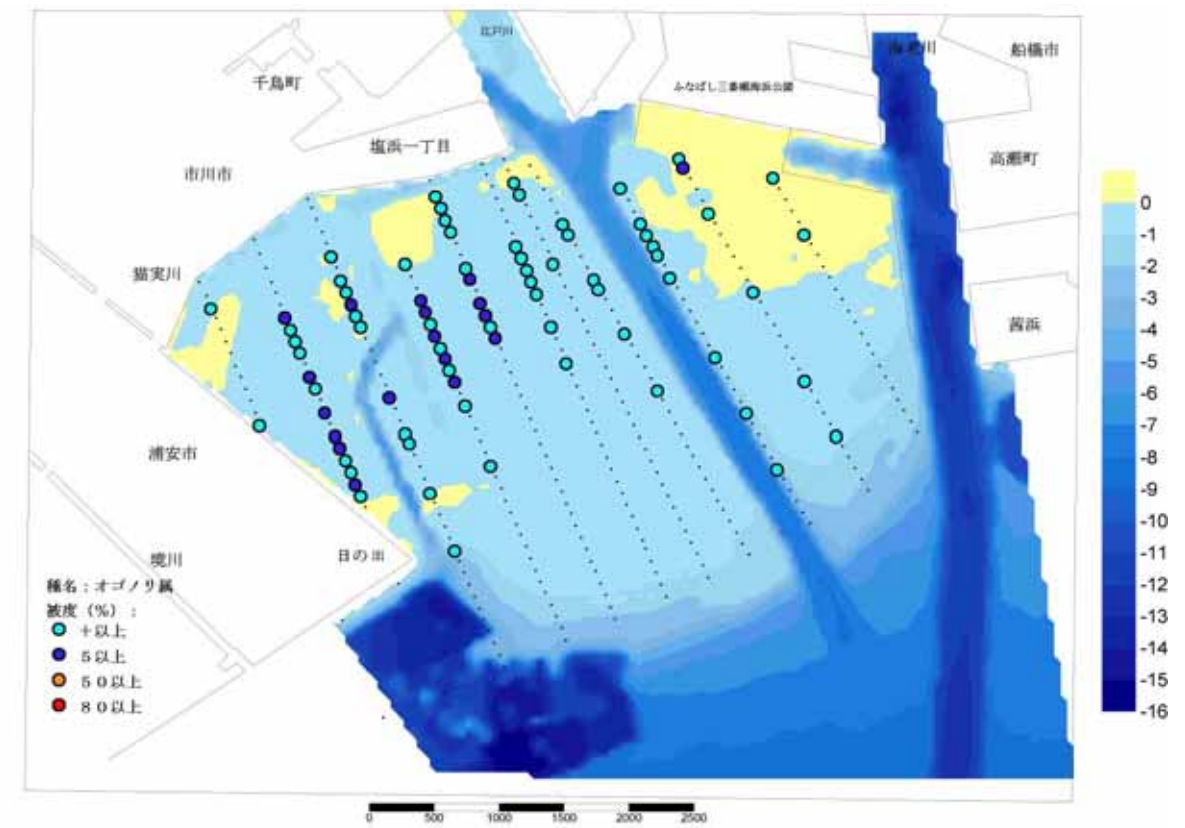 江戸川
海老川
船橋市
千鳥町
ふなばし三番瀬海浜公園
塩浜一丁目
高瀬町
市川市
猫実川
茜浜
浦安市
境川
日の出
種名：オゴノリ属
被度（%）：
＋以上
５以上
５０以上
８０以上
0
-1
-2
-3
-4
-5
-6
-7
-8
-9
-10
-11
-12
-13
-14
-15
-16
0 500 1000 1500 2000 2500